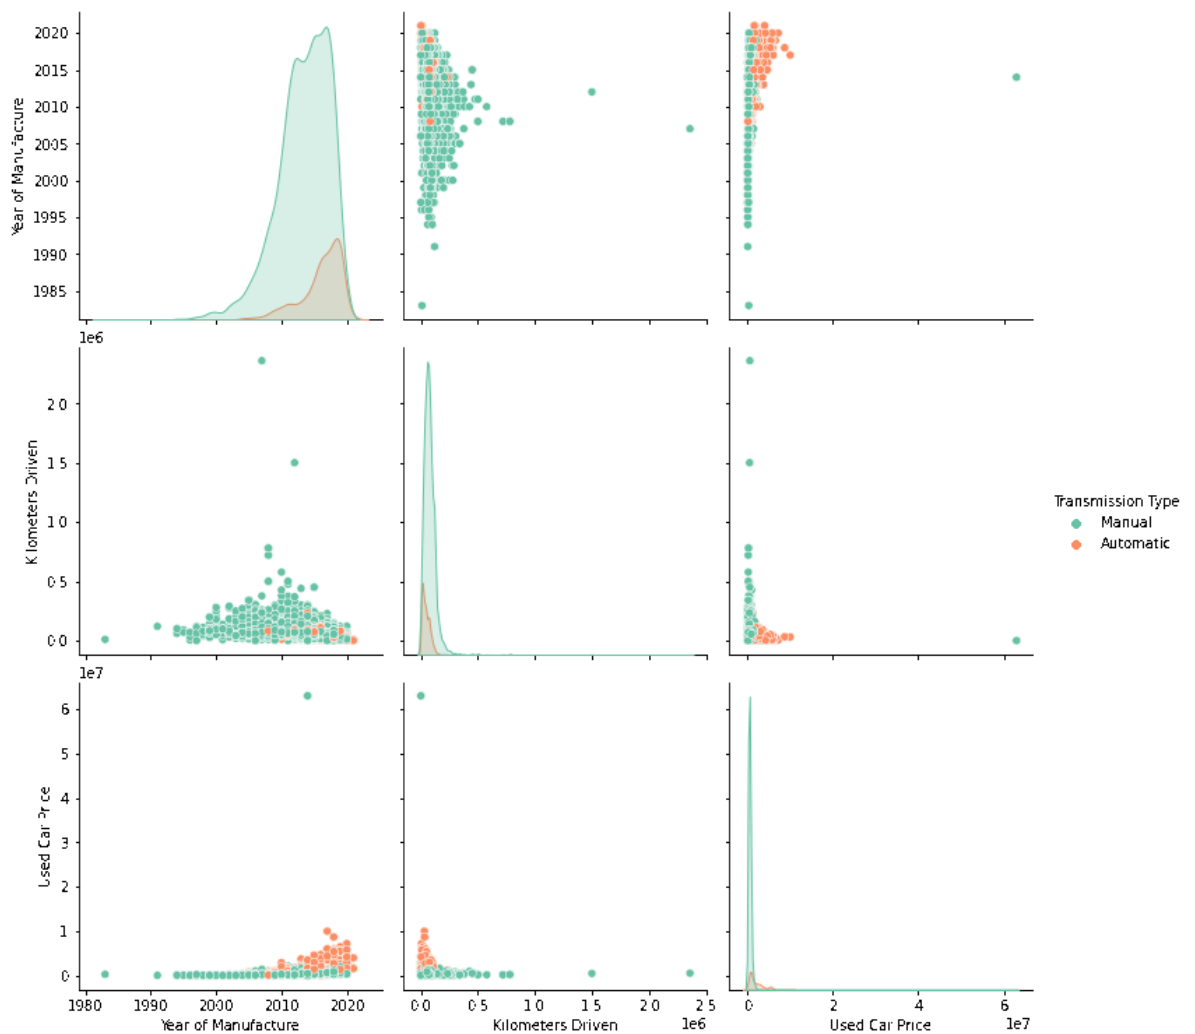 2020
2015
2010
2005
2000
1995
1990
1985
Year of Manufacture
1e6
2 0
1 5
1 0
0 5
0 0
Kilometers Driven
Transmission Type
Manual
Automatic
1e7
6
5
4
3
2
1
0
Used Car Price
1980 1990 2000 2010 2020
Year of Manufacture
0 0 0 5 1 0 1 5 2 0 2 5
1e6
Kilometers Driven
0 2 4 6
1e7
Used Car Price